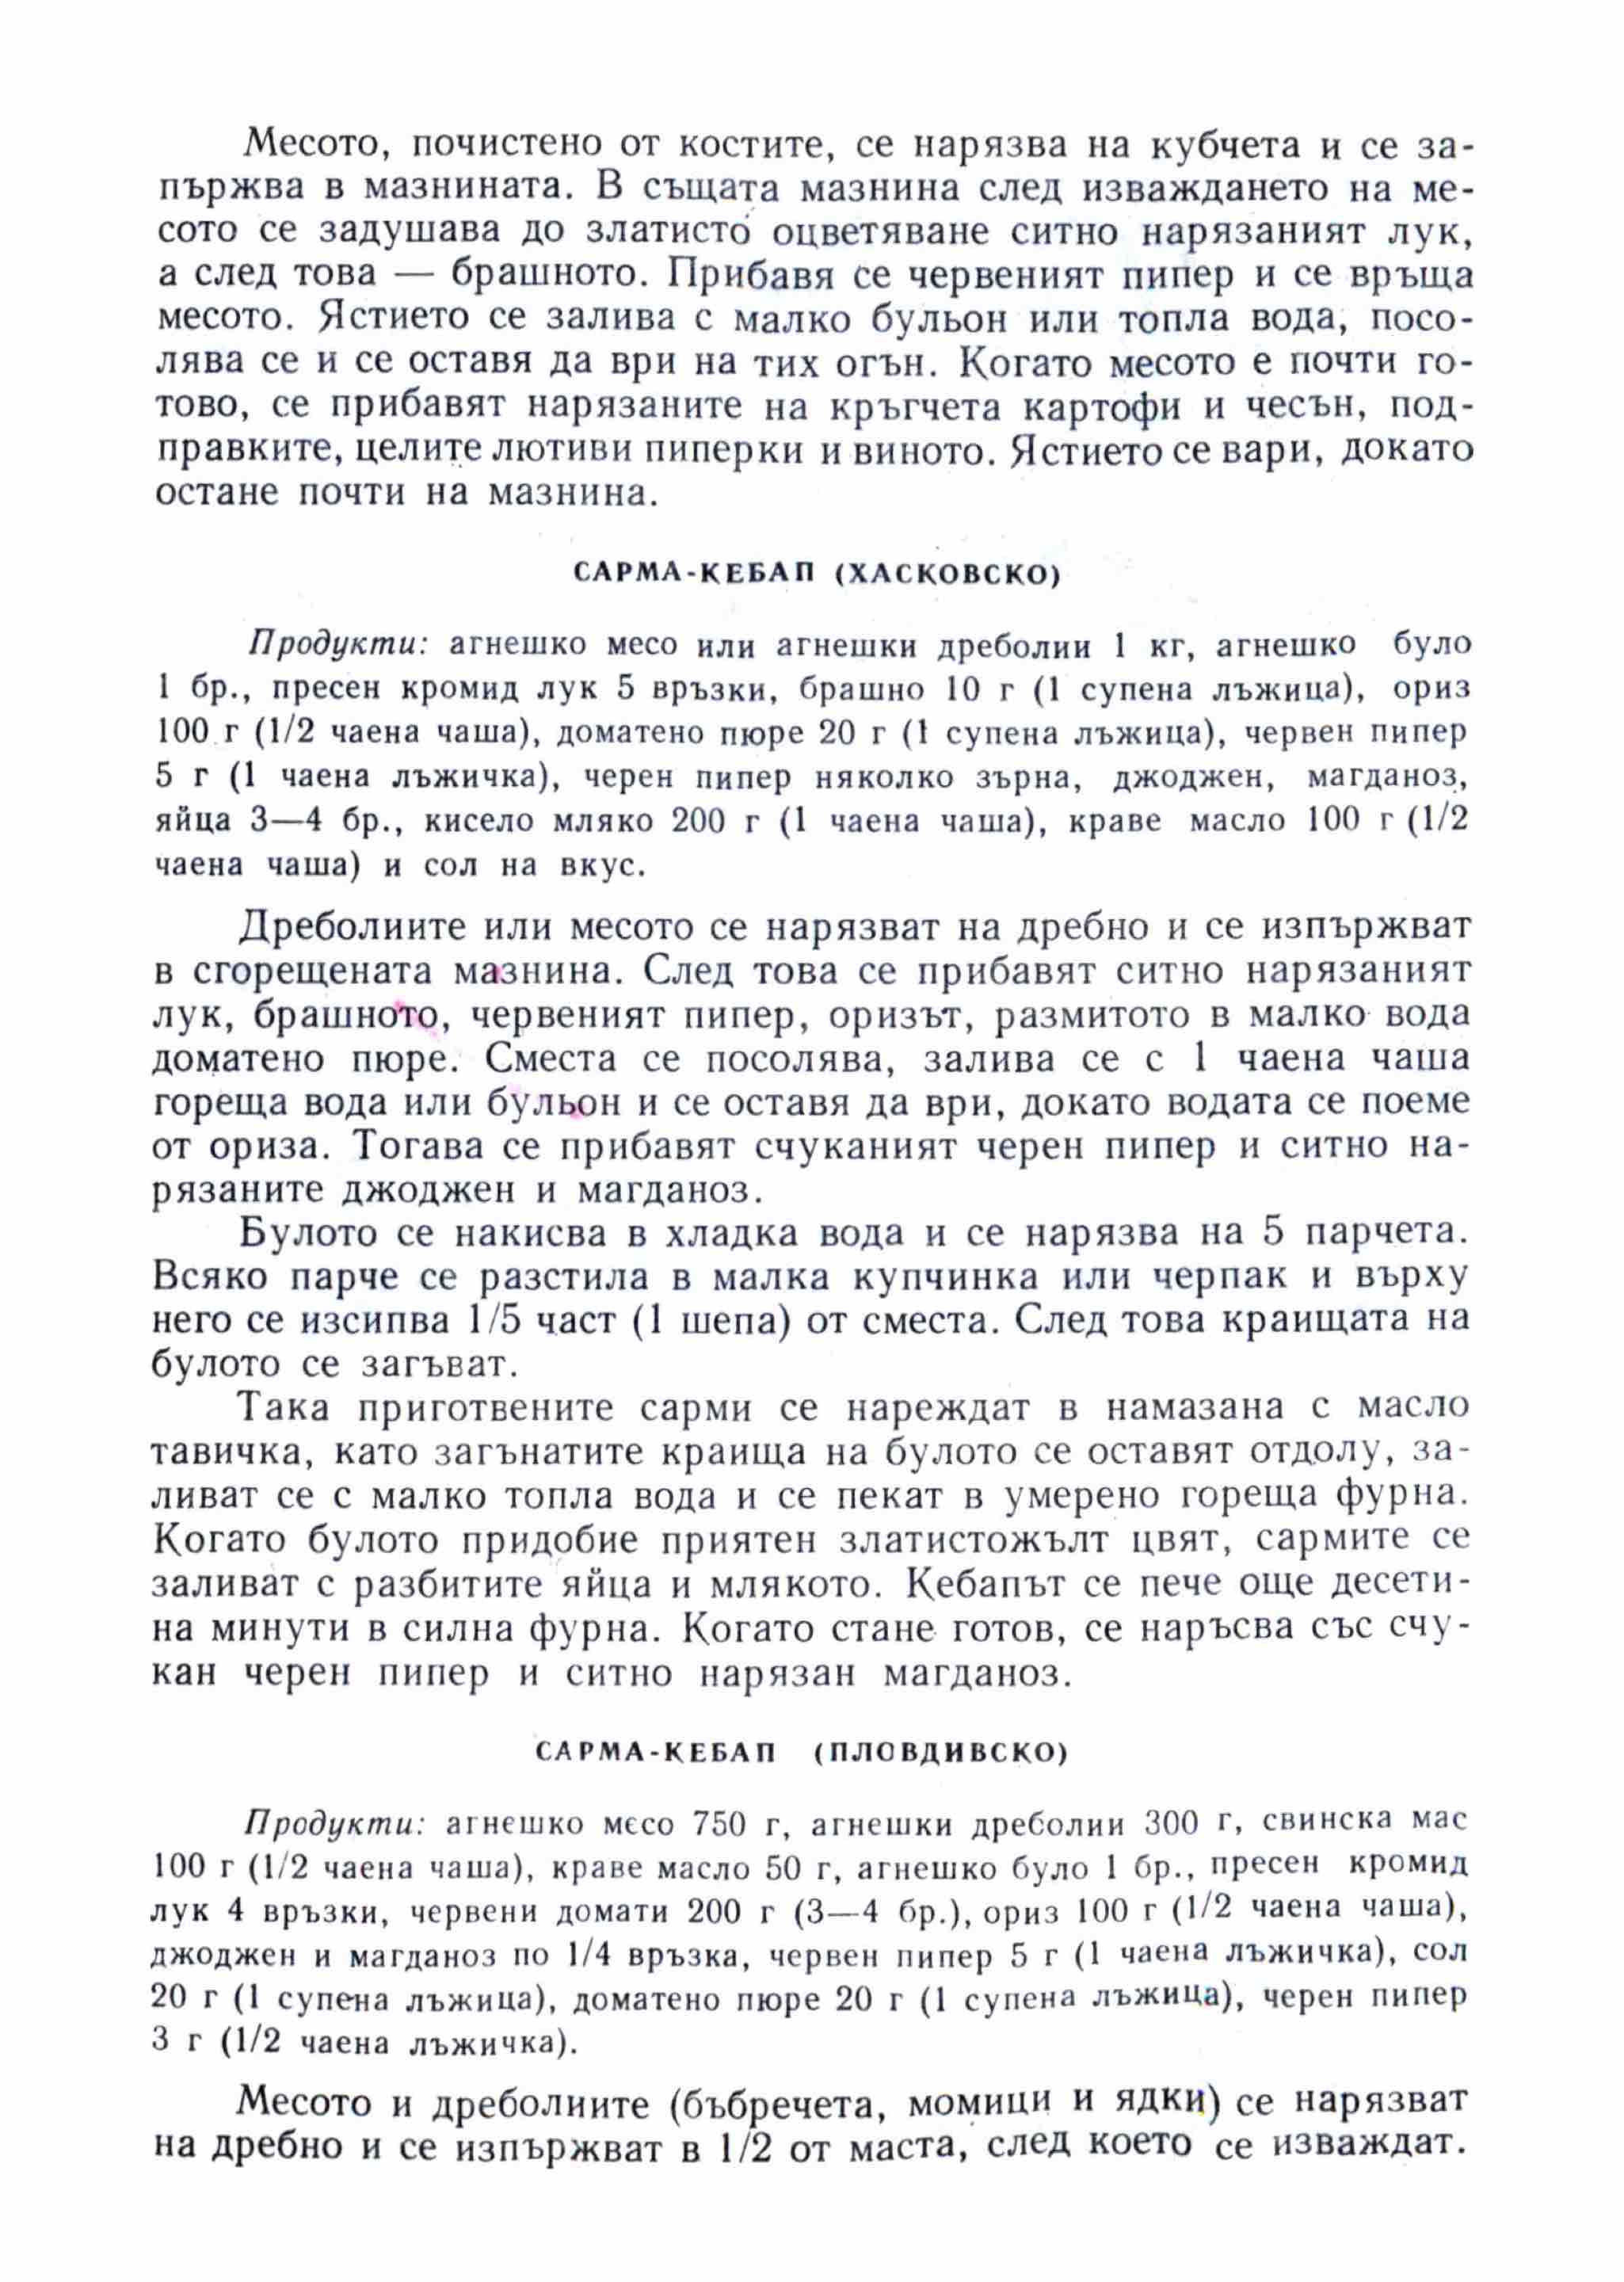 Месото, почистено от костите, се нарязва на кубчета и се за-
пържва в мазнината. В същата мазнина след изваждането на ме-
сото се задушава до златисто оцветяване ситно нарязаният лук,
а след това — брашното. Прибавя се червеният пипер и се връща
месото. Ястието се залива с малко бульон или топла вода, посо-
лява се и се оставя да ври на тих огън. Когато месото е почти го-
тово, се прибавят нарязаните на кръгчета картофи и чесън, под-
правките, целите лютиви пиперки и виното. Ястието се вари, докато
остане почти на мазнина.
САРМА-КЕБАП (ХАСКОВСКО)
Продукти: агнешко месо или агнешки дреболии 1 кг, агнешко було
1 бр., пресен кромид лук 5 връзки, брашно 10 г (1 супена лъжица), ориз
100 г (1/2 чаена чаша), доматено пюре 20 г (1 супена лъжица), червен пипер
5 г (1 чаена лъжичка), черен пипер няколко зърна, джоджен, магданоз,
яйца 3—4 бр., кисело мляко 200 г (1 чаена чаша), краве масло 100 г (1/2
чаена чаша) и сол на вкус.
Дреболиите или месото се нарязват на дребно и се изпържват
в сгорещената мазнина. След това се прибавят ситно нарязаният
лук, брашното, червеният пипер, оризът, размитото в малко вода
доматено пюре. Сместа се посолява, залива се с 1 чаена чаша
гореща вода или бульон и се оставя да ври, докато водата се поеме
от ориза. Тогава се прибавят счуканият черен пипер и ситно на-
рязаните джоджен и магданоз.
Булото се накисва в хладка вода и се нарязва на 5 парчета.
Всяко парче се разстила в малка купчинка или черпак и върху
него се изсипва 1/5 част (1 шепа) от сместа. След това краищата на
булото се загъват.
Така приготвените сарми се нареждат в намазана с масло
тавичка, като загънатите краища на булото се оставят отдолу, за-
ливат се с малко топла вода и се пекат в умерено гореща фурна.
Когато булото придобие приятен златистожълт цвят, сармите се
заливат с разбитите яйца и млякото. Кебапът се пече още десети-
на минути в силна фурна. Когато стане готов, се наръсва със счу-
кан черен пипер и ситно нарязан магданоз.
САРМА-КЕБАП (ПЛОВДИВСКО)
Продукти: агнешко месо 750 г, агнешки дреболии 300 г, свинска мас
100 г (1/2 чаена чаша), краве масло 50 г, агнешко було 1 бр., пресен кромид
лук 4 връзки, червени домати 200 г (3—4 бр.), ориз 100 г (1/2 чаена чаша),
джоджен и магданоз по 1/4 връзка, червен пипер 5 г (1 чаена лъжичка), сол
20 г (1 супена лъжица), доматено пюре 20 г (1 супена лъжица), черен пипер
3 г (1/2 чаена лъжичка).
Месото и дреболиите (бъбречета, момици и ядки) се нарязват
на дребно и се изпържват в 1/2 от маста, след което се изваждат.